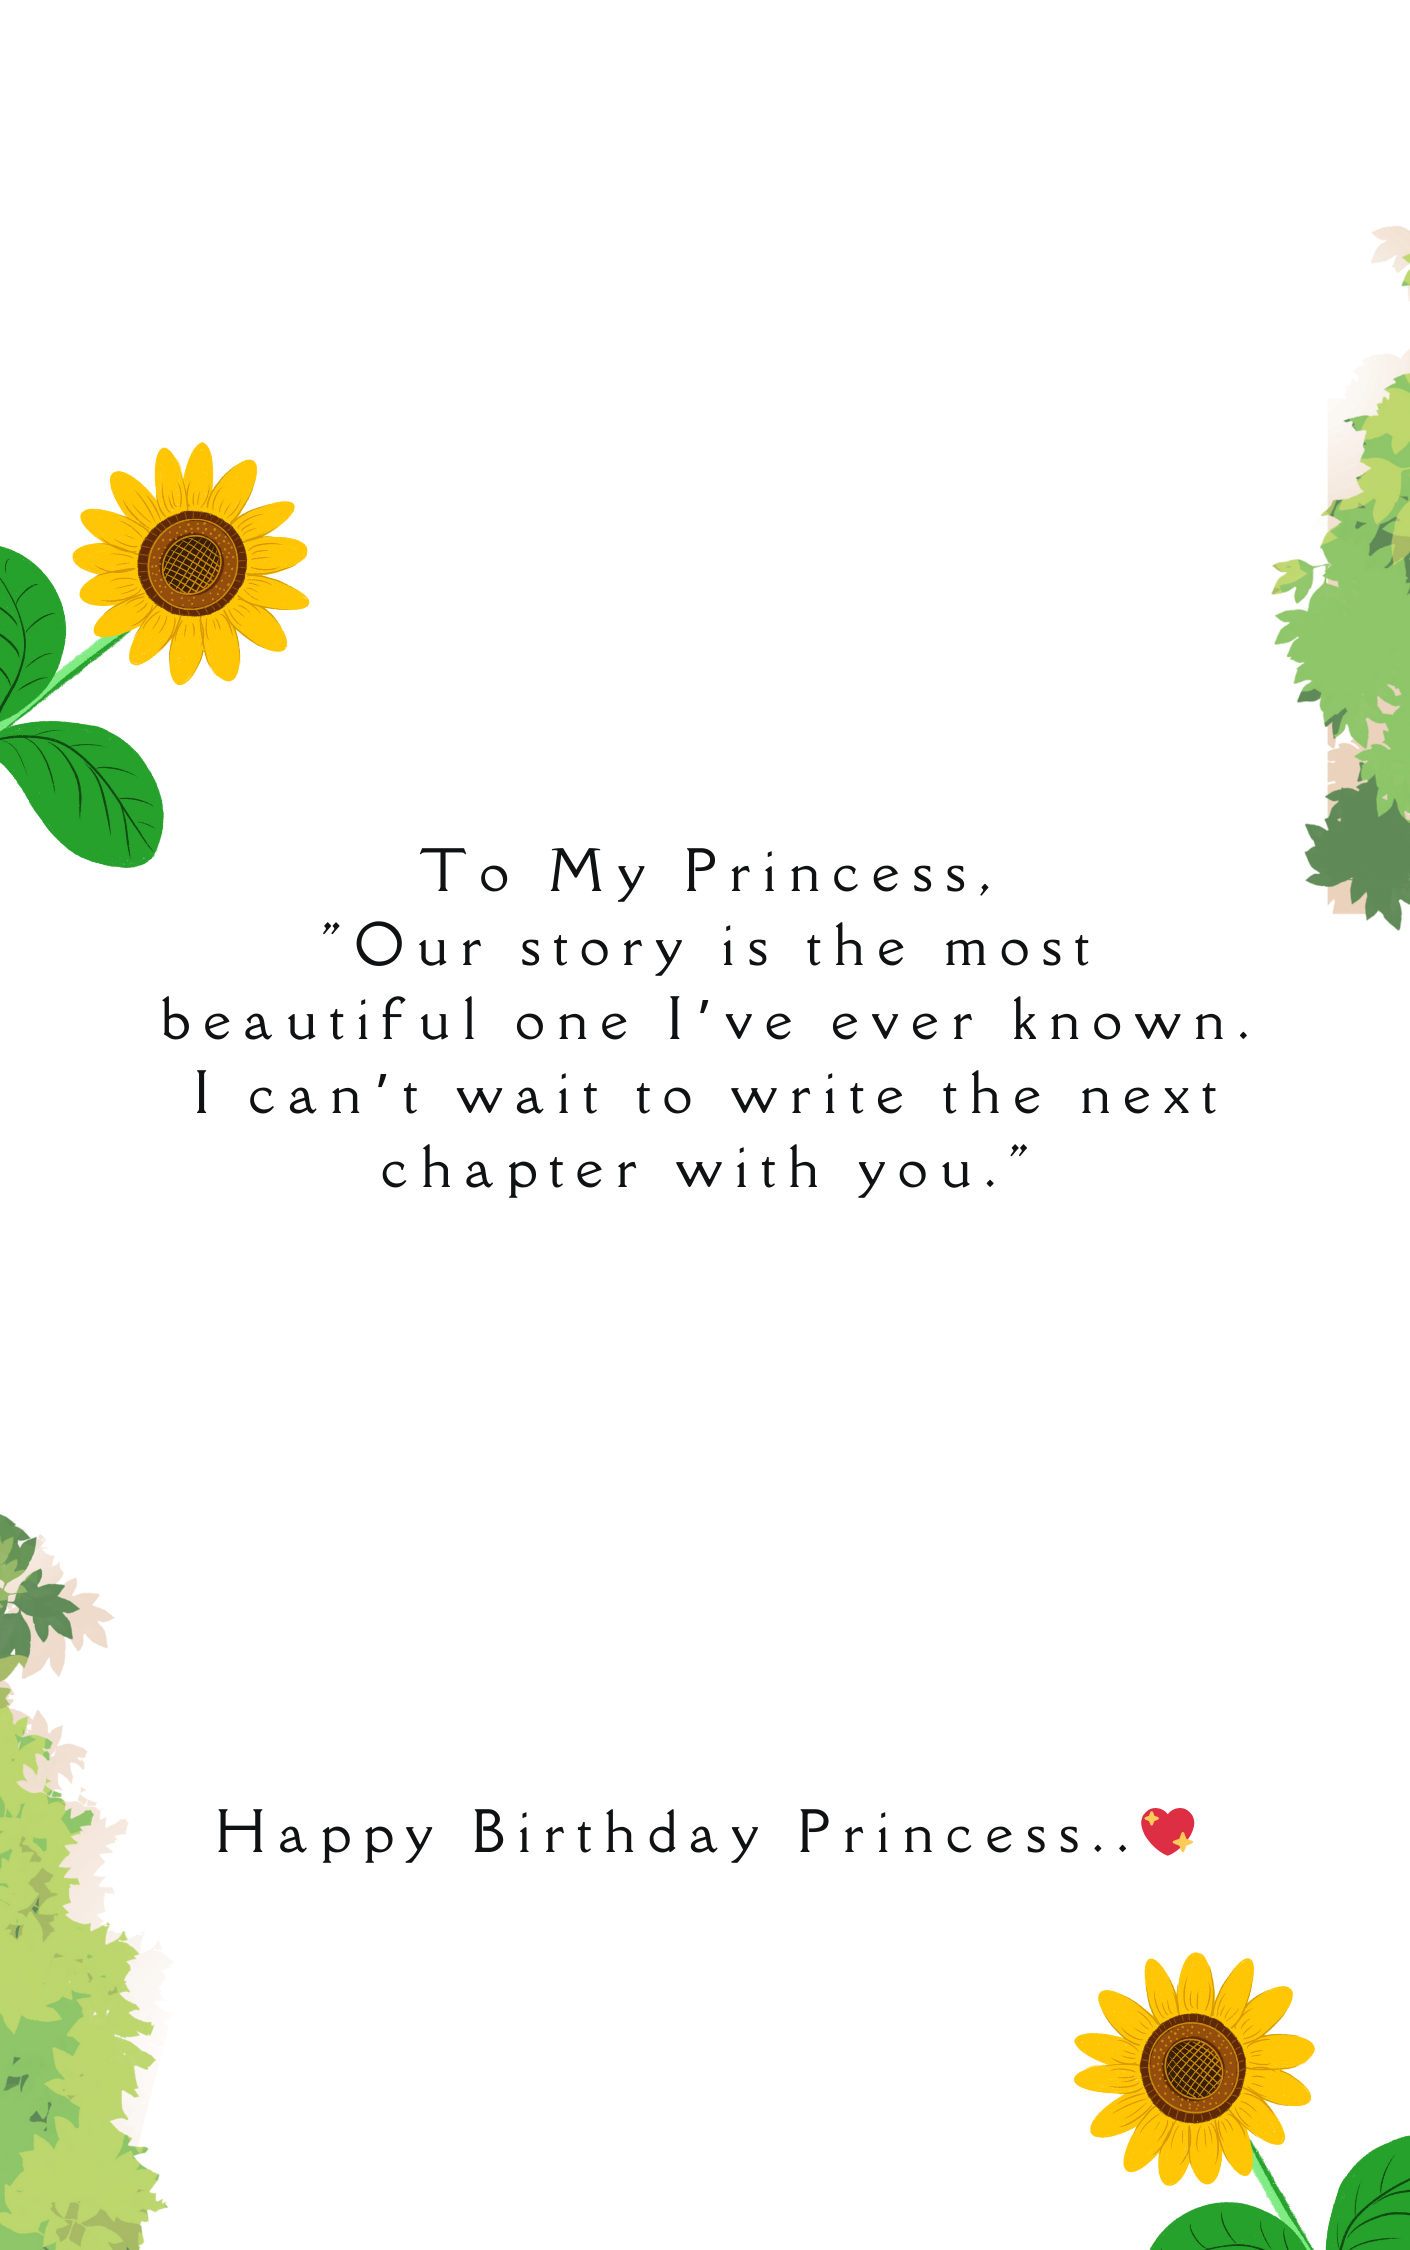 To My Princess,
"Our story is the most
beautiful one I've ever known.
I can't wait to write the next
chapter with you."
Happy Birthday Princess..💖